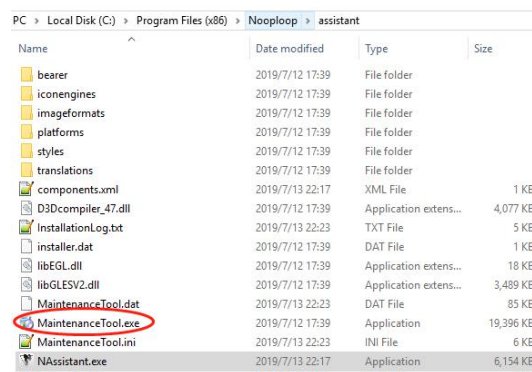 PC > Local Disk (C:) > Program Files (x86) > Nooploop > assistant
Name Date modified Type Size
bearer 2019/7/12 17:39 File folder
iconengines 2019/7/12 17:39 File folder
imageformats 2019/7/12 17:39 File folder
platforms 2019/7/12 17:39 File folder
styles 2019/7/12 17:39 File folder
translations 2019/7/12 17:39 File folder
components.xml 2019/7/13 22:17 XML File 1 KB
D3Dcompiler_47.dll 2019/7/12 17:39 Application extens... 4,077 KB
InstallationLog.txt 2019/7/13 22:23 TXT File 5 KB
installer.dat 2019/7/12 17:39 DAT File 1 KB
libEGL.dll 2019/7/12 17:39 Application extens... 18 KB
libGLESV2.dll 2019/7/12 17:39 Application extens... 3,489 KB
MaintenanceTool.dat 2019/7/13 22:23 DAT File 85 KB
MaintenanceTool.exe 2019/7/12 17:39 Application 19,396 KB
MaintenanceTool.ini 2019/7/13 22:23 INI File 6 KB
NAssistant.exe 2019/7/13 22:17 Application 6,154 KB